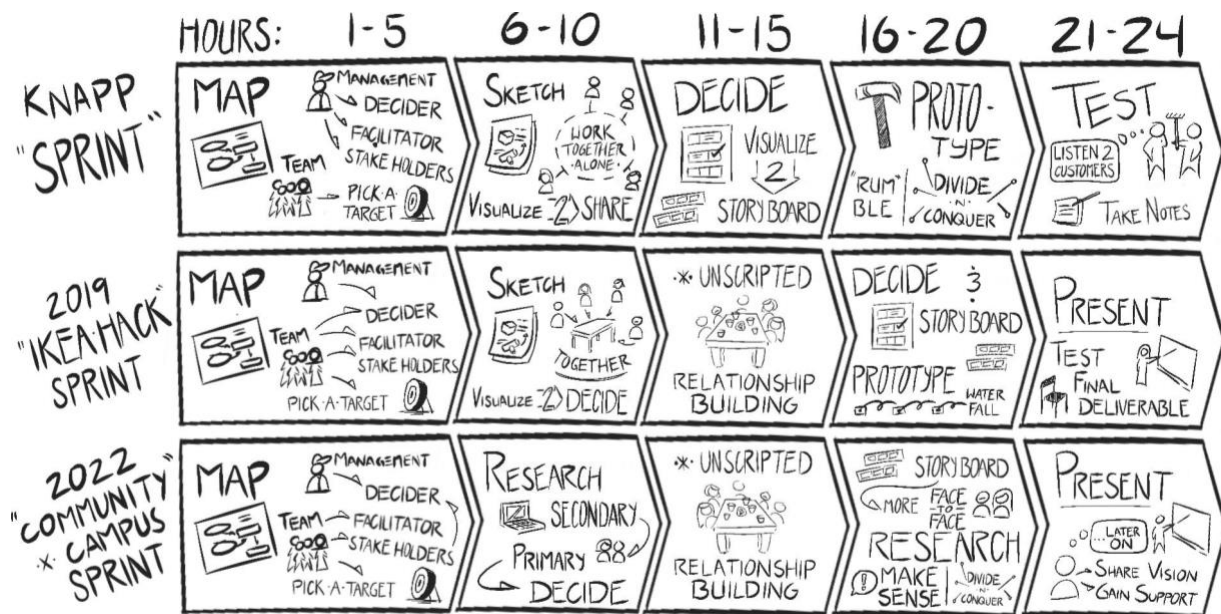 HOURS: 1-5 6-10 11-15 16-20 21-24
KNAPP
"SPRINT"
MAP
MANAGEMENT
DECIDER
FACILITATOR
STAKE HOLDERS
TEAM
PICK·A·
TARGET
SKETCH
WORK
TOGETHER
·ALONE·
VISUALIZE 2 SHARE
DECIDE
VISUALIZE
2
STORY BOARD
PROTO-
TYPE
"RUM"
BLE
DIVIDE
·N·
CONQUER
TEST
LISTEN 2
CUSTOMERS
TAKE NOTES
2019
"IKEA·HACK"
SPRINT
MAP
MANAGEMENT
DECIDER
TEAM
FACILITATOR
STAKE HOLDERS
PICK·A·TARGET
SKETCH
TOGETHER
VISUALIZE 2 DECIDE
·*· UNSCRIPTED
RELATIONSHIP
BUILDING
DECIDE &
STORY BOARD
PROTOTYPE
WATER
FALL
PRESENT
TEST
FINAL
DELIVERABLE
2022
"COMMUNITY"
·*· CAMPUS
SPRINT
MAP
MANAGEMENT
DECIDER
TEAM
FACILITATOR
STAKE HOLDERS
PICK·A·TARGET
RESEARCH
SECONDARY
PRIMARY
DECIDE
·*· UNSCRIPTED
RELATIONSHIP
BUILDING
STORY BOARD
MORE FACE
TO
FACE
RESEARCH
MAKE
SENSE
DIVIDE
·N·
CONQUER
PRESENT
...LATER
ON
SHARE VISION
GAIN SUPPORT